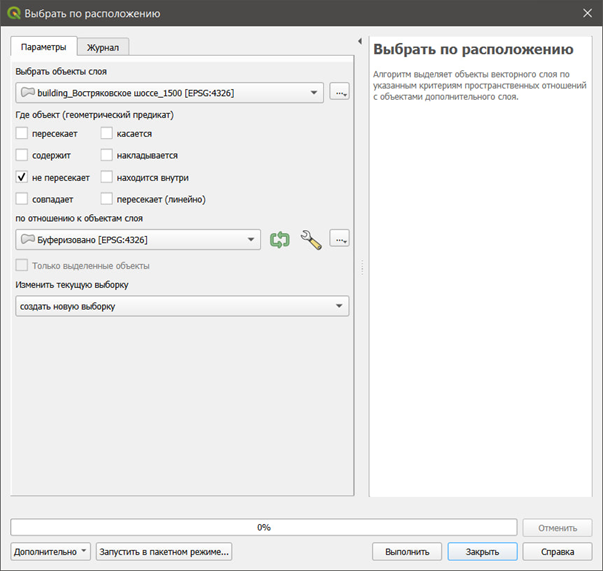 Выбрать по расположению
Параметры
Журнал
Выбрать объекты слоя
building_Востряковское шоссе_1500 [EPSG:4326]
...
Где объект (геометрический предикат)
пересекает
касается
содержит
накладывается
не пересекает
находится внутри
совпадает
пересекает (линейно)
по отношению к объектам слоя
Буферизовано [EPSG:4326]
...
Только выделенные объекты
Изменить текущую выборку
создать новую выборку
Выбрать по расположению
Алгоритм выделяет объекты векторного слоя по
указанным критериям пространственных отношений
с объектами дополнительного слоя.
0%
Отменить
Дополнительно
Запустить в пакетном режиме...
Выполнить
Закрыть
Справка